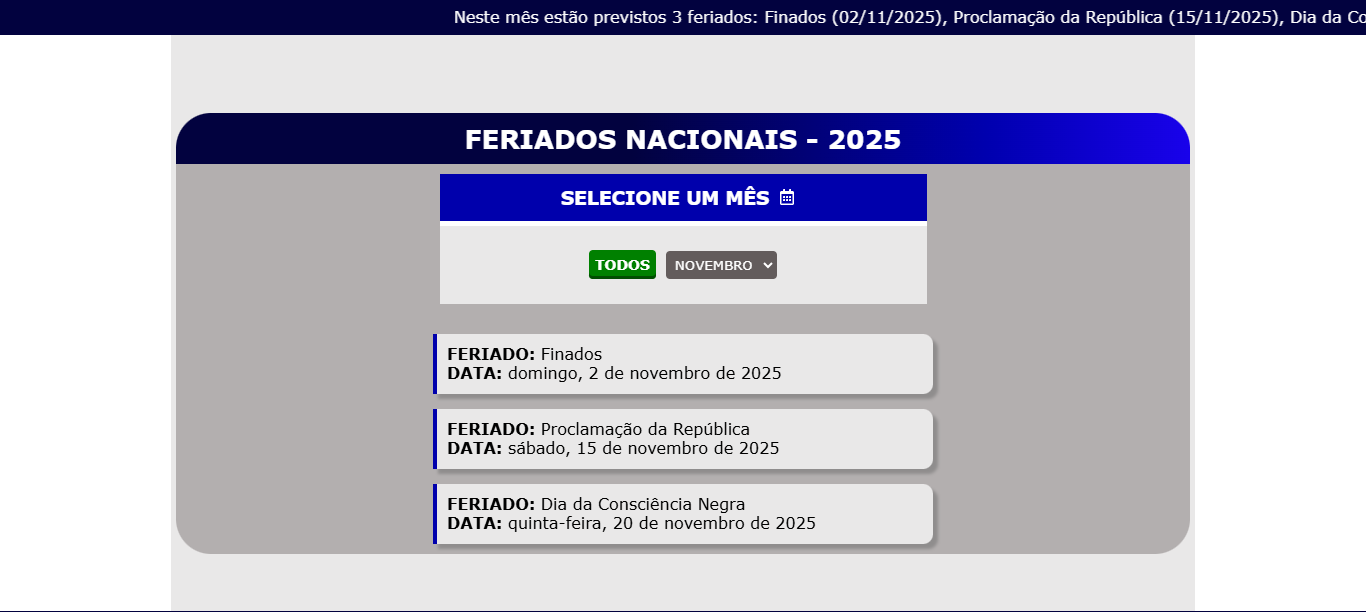 Neste mês estão previstos 3 feriados: Finados (02/11/2025), Proclamação da República (15/11/2025), Dia da
FERIADOS NACIONAIS - 2025
SELECIONE UM MÊS
TODOS NOVEMBRO
FERIADO: Finados
DATA: domingo, 2 de novembro de 2025
FERIADO: Proclamação da República
DATA: sábado, 15 de novembro de 2025
FERIADO: Dia da Consciência Negra
DATA: quinta-feira, 20 de novembro de 2025